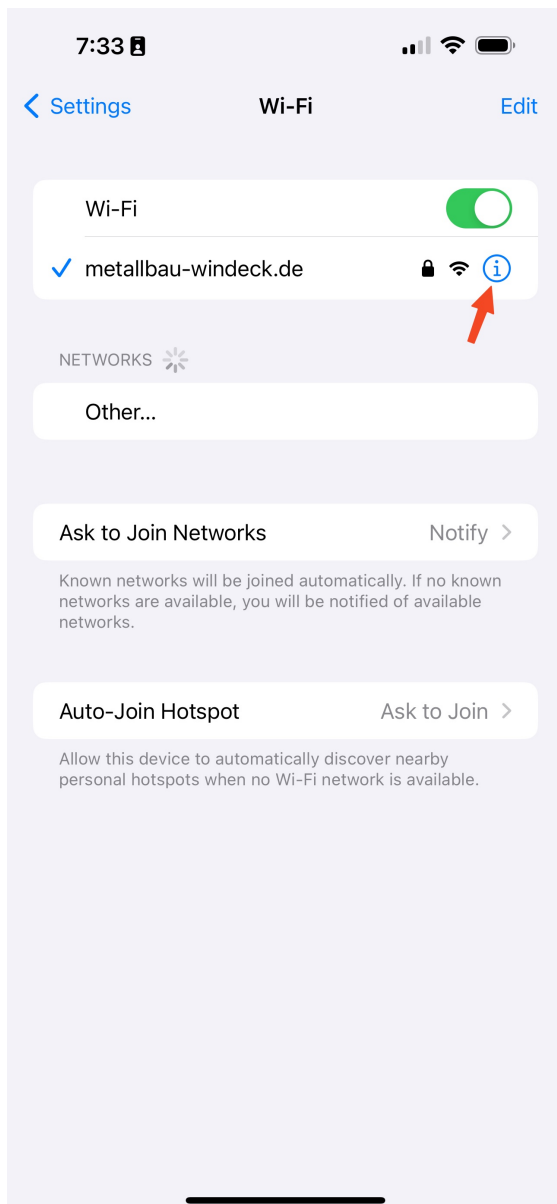 7:33
Settings
Wi-Fi
Edit
Wi-Fi
metallbau-windeck.de
NETWORKS
Other...
Ask to Join Networks
Notify
Known networks will be joined automatically. If no known
networks are available, you will be notified of available
networks.
Auto-Join Hotspot
Ask to Join
Allow this device to automatically discover nearby
personal hotspots when no Wi-Fi network is available.